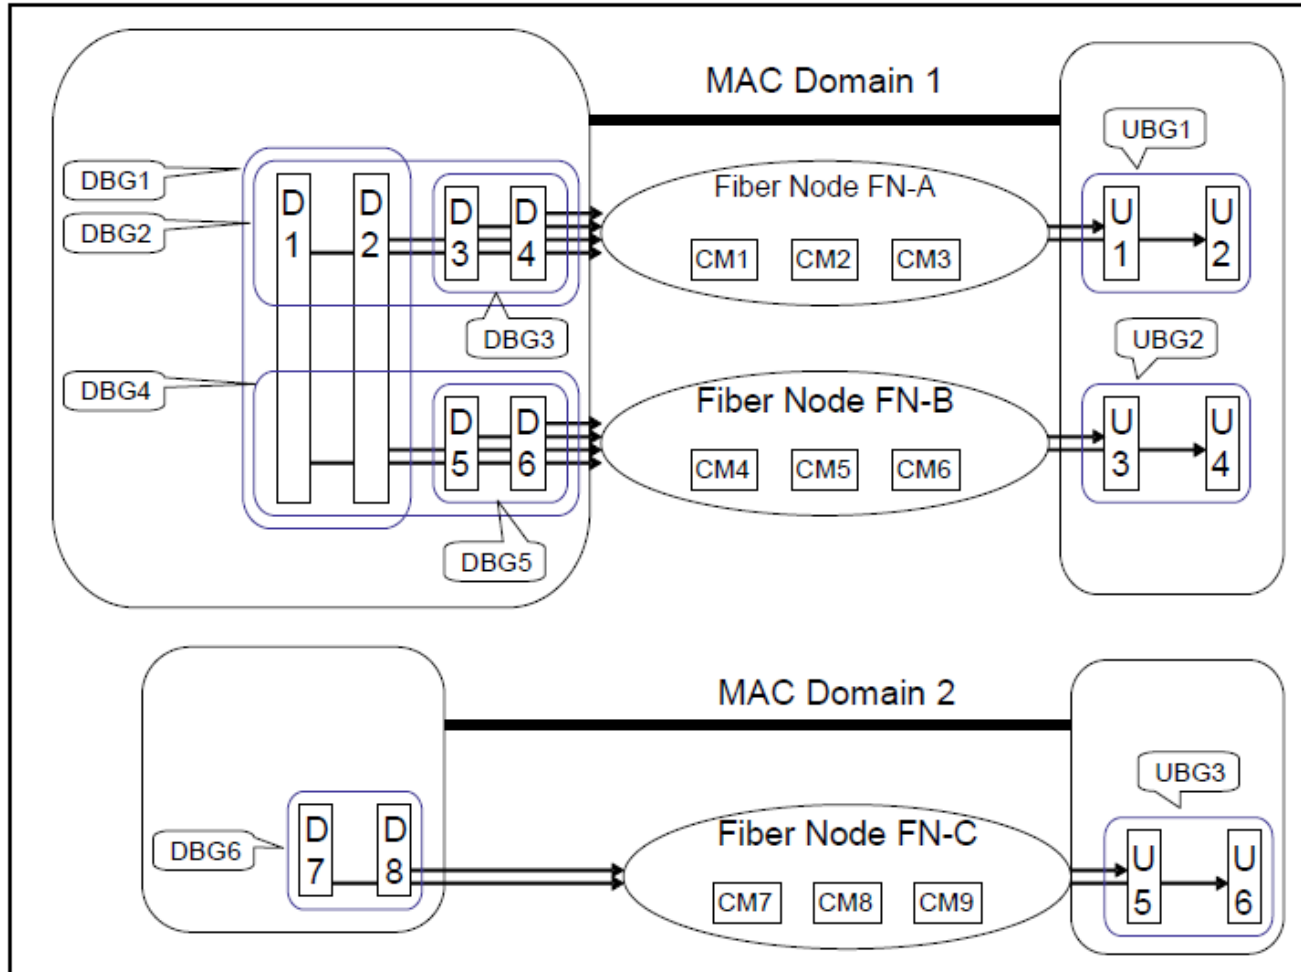 MAC Domain 1
UBG1
DBG1
DBG2
D 1
D 2
D 3
D 4
Fiber Node FN-A
CM1 CM2 CM3
U 1
U 2
DBG3
UBG2
DBG4
D 5
D 6
Fiber Node FN-B
CM4 CM5 CM6
U 3
U 4
DBG5
MAC Domain 2
UBG3
DBG6
D 7
D 8
Fiber Node FN-C
CM7 CM8 CM9
U 5
U 6